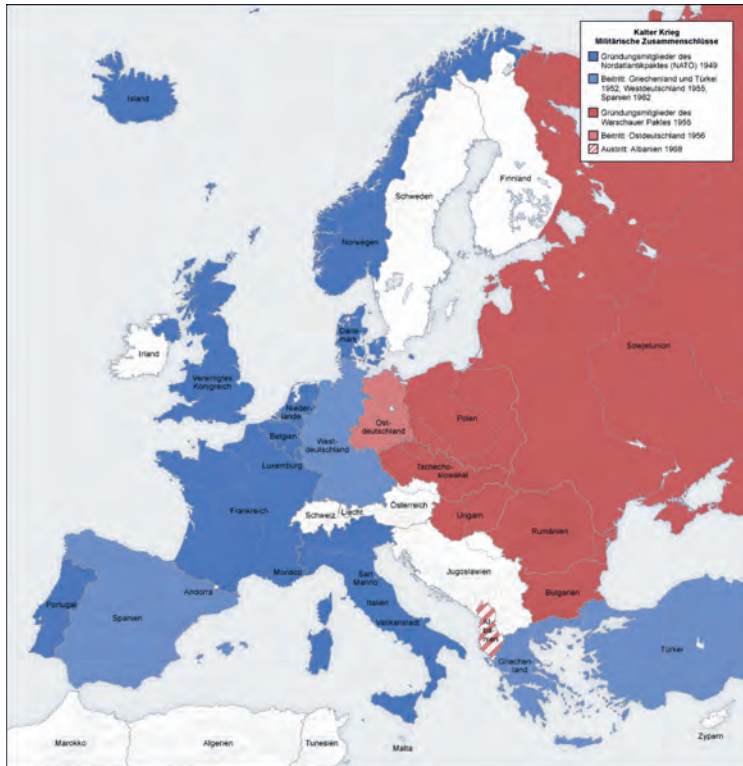 Kalter Krieg
Militärische Zusammenschlüsse
Gründungsmitglieder des
Nordatlantikpaktes (NATO) 1949
Beitritt: Griechenland und Türkei
1952, Westdeutschland 1955,
Spanien 1982
Gründungsmitglieder des
Warschauer Paktes 1955
Beitritt: Ostdeutschland 1956
Austritt: Albanien 1968
Island
Finnland
Schweden
Norwegen
Sowjetunion
Däne-
mark
Irland
Vereinigtes
Königreich
Nieder-
lande
Polen
Ost-
deutschland
Belgien
West-
deutschland
Luxemburg
Tschecho-
slowakei
Frankreich
Schweiz
Liecht.
Österreich
Ungarn
Rumänien
Jugoslawien
Monaco
San
Marino
Bulgarien
Andorra
Italien
Portugal
Spanien
Vatikanstadt
Al-
ba-
nien
Griechen-
land
Türkei
Marokko
Algerien
Tunesien
Malta
Zypern